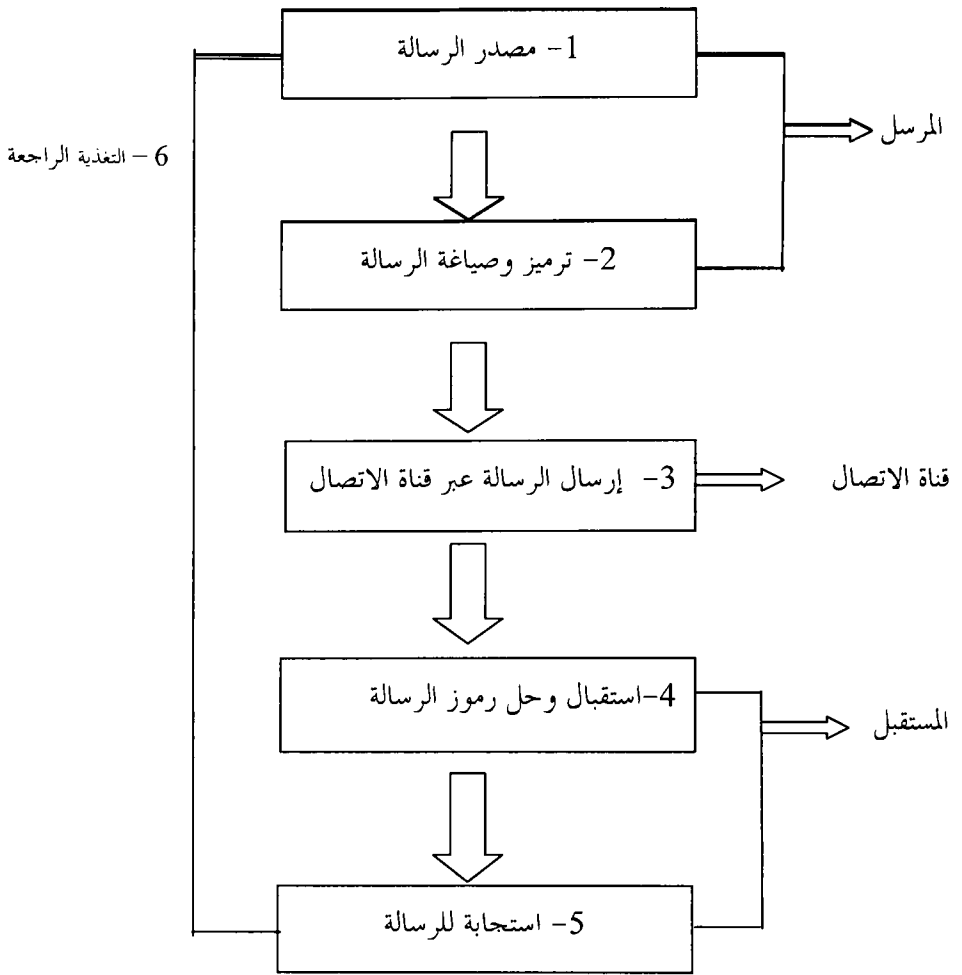 1- مصدر الرسالة
المرسل
6 – التغذية الراجعة
2- ترميز وصياغة الرسالة
3- إرسال الرسالة عبر قناة الاتصال
قناة الاتصال
4-استقبال وحل رموز الرسالة
المستقبل
5- استجابة للرسالة